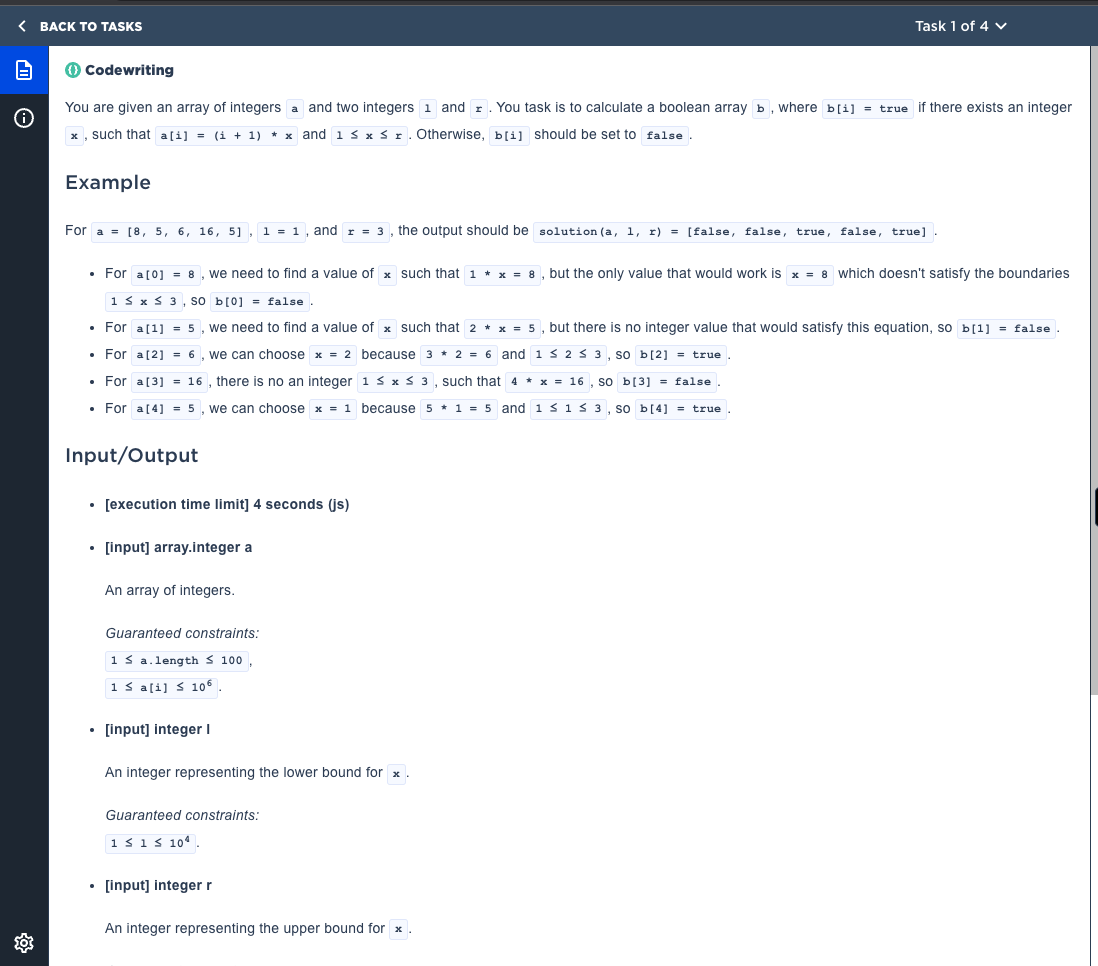 BACK TO TASKS
Task 1 of 4
Codewriting
You are given an array of integers a and two integers l and r. You task is to calculate a boolean array b, where b[i] = true if there exists an integer
x, such that a[i] = (i + 1) * x and l ≤ x ≤ r. Otherwise, b[i] should be set to false.
Example
For a = [8, 5, 6, 16, 5], l = 1, and r = 3, the output should be solution(a, l, r) = [false, false, true, false, true].
• For a[0] = 8, we need to find a value of x such that 1 * x = 8, but the only value that would work is x = 8 which doesn't satisfy the boundaries
1 ≤ x ≤ 3, so b[0] = false.
• For a[1] = 5, we need to find a value of x such that 2 * x = 5, but there is no integer value that would satisfy this equation, so b[1] = false.
• For a[2] = 6, we can choose x = 2 because 3 * 2 = 6 and 1 ≤ 2 ≤ 3, so b[2] = true.
• For a[3] = 16, there is no an integer 1 ≤ x ≤ 3, such that 4 * x = 16, so b[3] = false.
• For a[4] = 5, we can choose x = 1 because 5 * 1 = 5 and 1 ≤ 1 ≤ 3, so b[4] = true.
Input/Output
• [execution time limit] 4 seconds (js)
• [input] array.integer a
An array of integers.
Guaranteed constraints:
1 ≤ a.length ≤ 100,
1 ≤ a[i] ≤ 10⁶.
• [input] integer l
An integer representing the lower bound for x.
Guaranteed constraints:
1 ≤ l ≤ 10⁴.
• [input] integer r
An integer representing the upper bound for x.